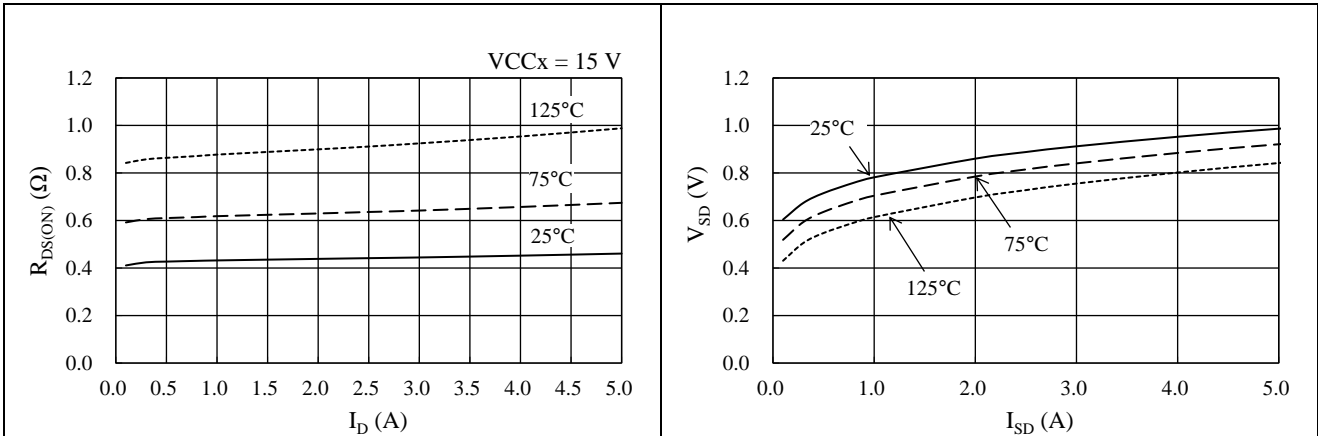 VCCx = 15 V
1.2
1.0
0.8
0.6
0.4
0.2
0.0
R_DS(ON) (Ω)
125°C
75°C
25°C
0.0 0.5 1.0 1.5 2.0 2.5 3.0 3.5 4.0 4.5 5.0
I_D (A)
1.2
1.0
0.8
0.6
0.4
0.2
0.0
V_SD (V)
25°C
75°C
125°C
0.0 1.0 2.0 3.0 4.0 5.0
I_SD (A)